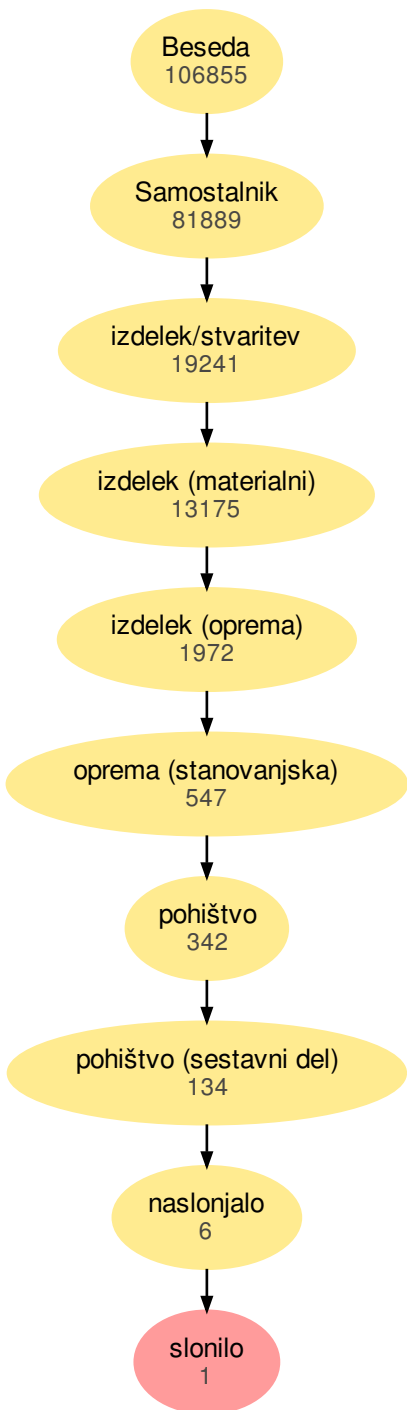 Beseda
106855
Samostalnik
81889
izdelek/stvaritev
19241
izdelek (materialni)
13175
izdelek (oprema)
1972
oprema (stanovanjska)
547
pohištvo
342
pohištvo (sestavni del)
134
naslonjalo
6
slonilo
1